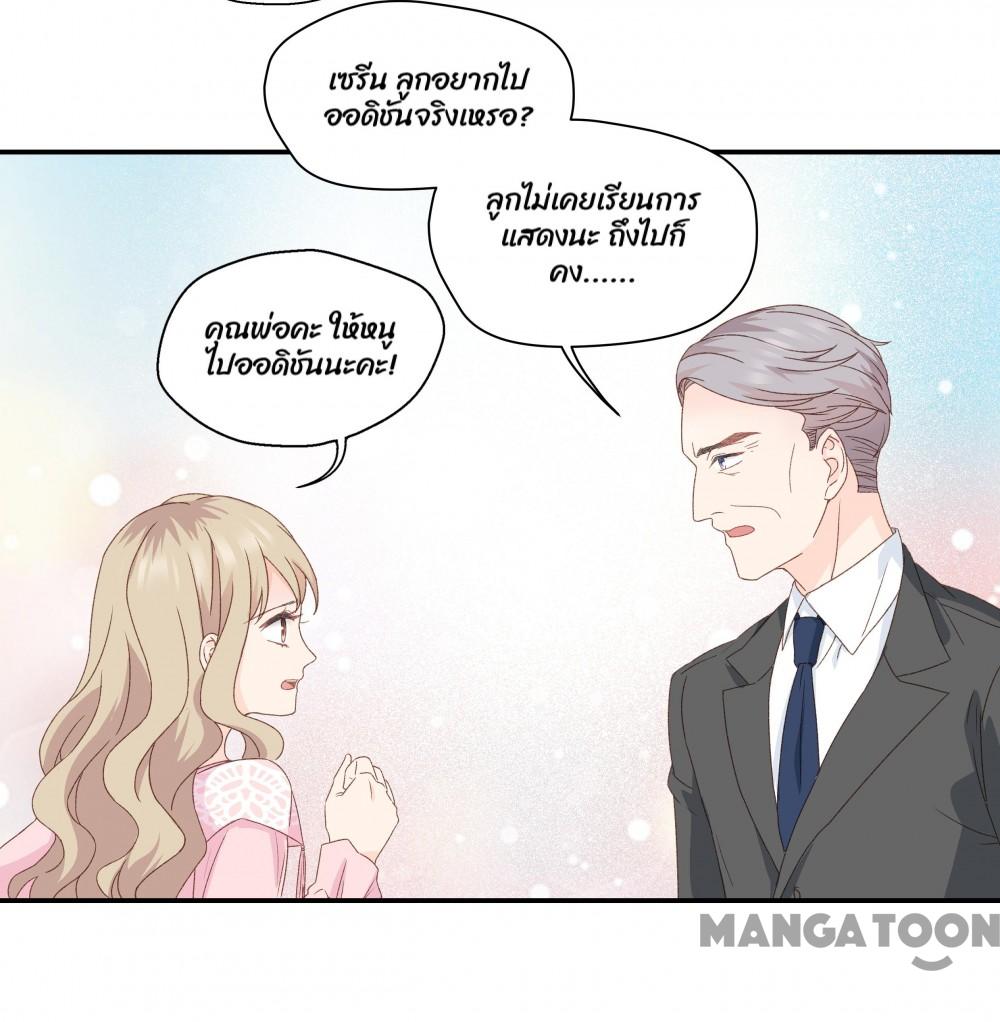 เซรีน ลูกอยากไป
ออดิชันจริงเหรอ?
ลูกไม่เคยเรียนการ
แสดงนะ ถึงไปก็
คง......
คุณพ่อคะ ให้หนู
ไปออดิชันนะคะ!
MANGATOON